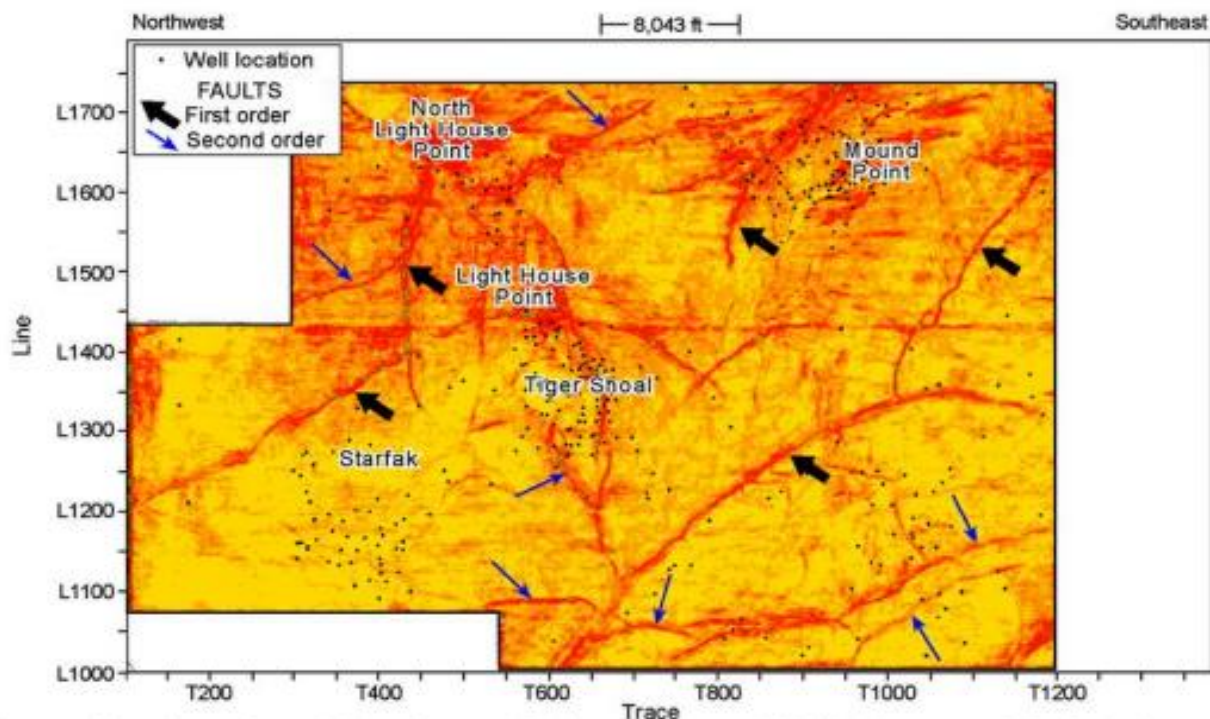 Northwest
8,043 ft
Southeast
Well location
FAULTS
First order
Second order
North
Light House
Point
Mound
Point
Light House
Point
Tiger Shoal
Starfak
Line
L1700
L1600
L1500
L1400
L1300
L1200
L1100
L1000
T200
T400
T600
T800
T1000
T1200
Trace